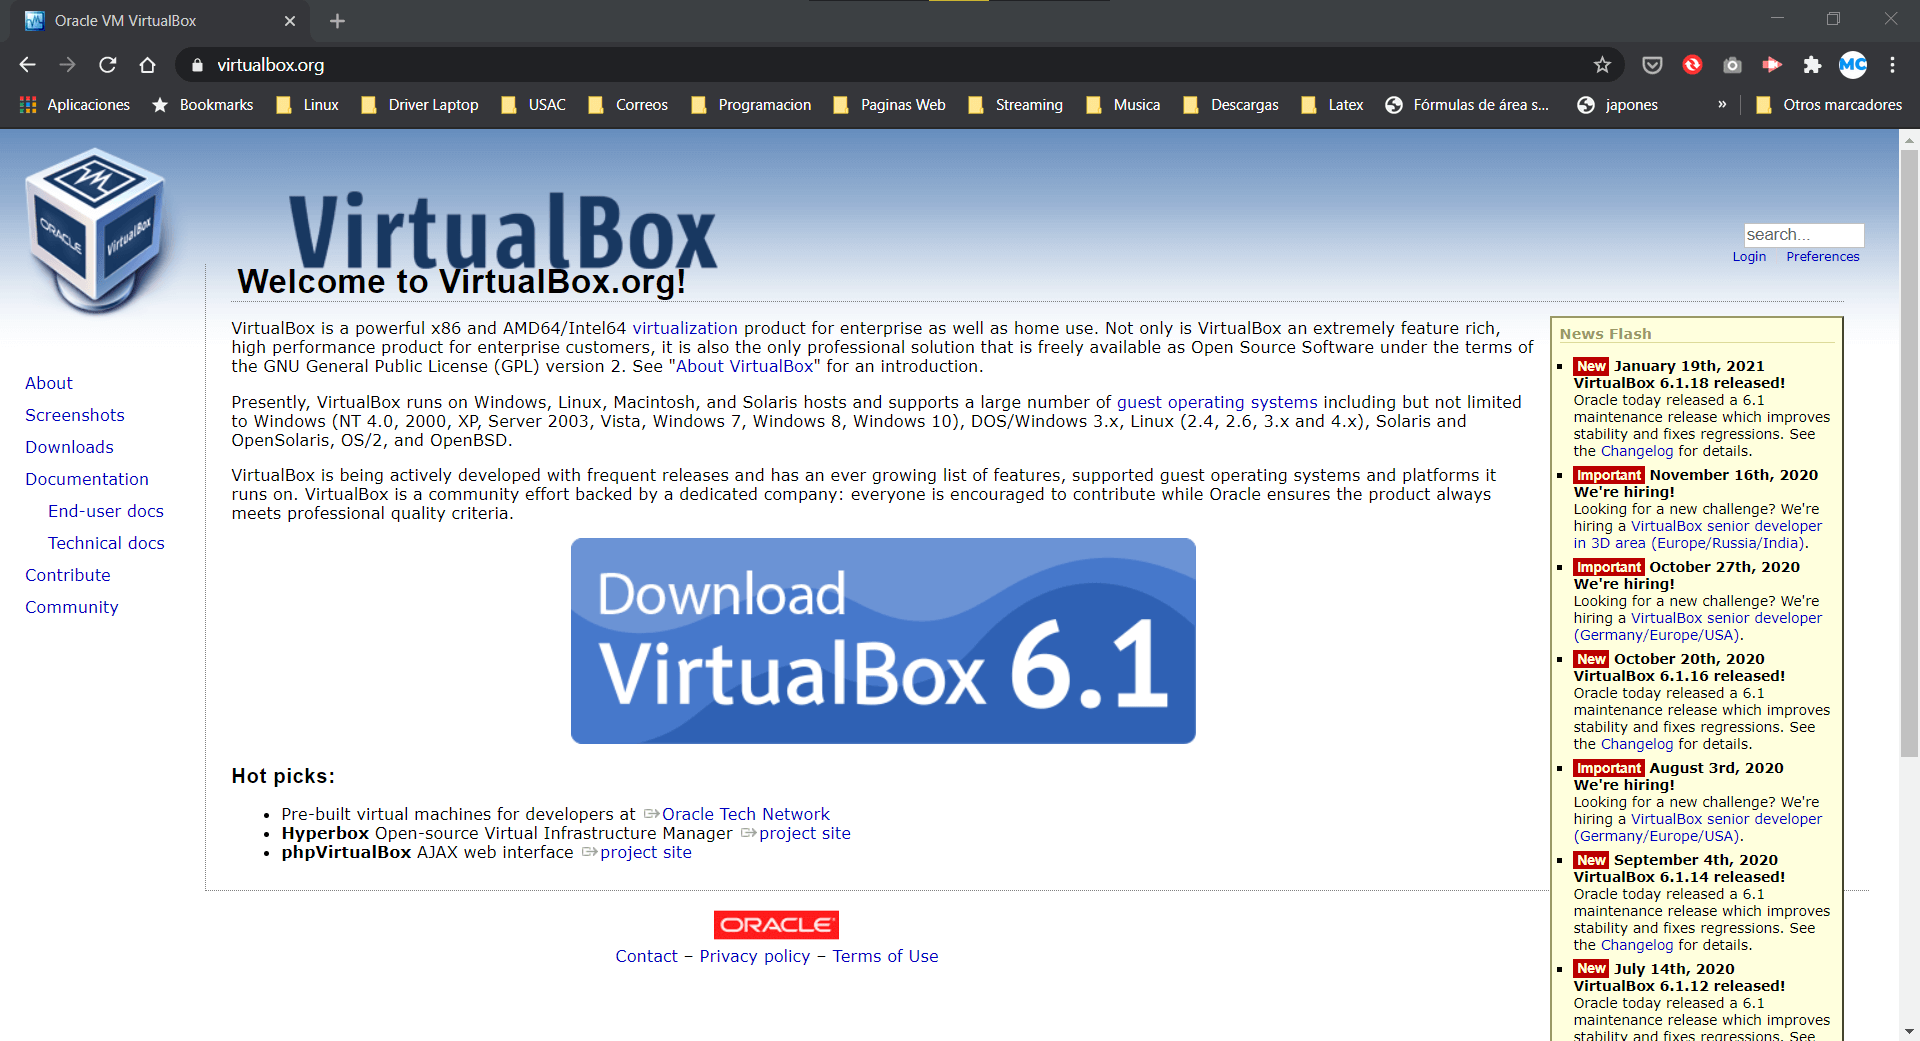 Oracle VM VirtualBox
virtualbox.org
MC
Aplicaciones
Bookmarks
Linux
Driver Laptop
USAC
Correos
Programacion
Paginas Web
Streaming
Musica
Descargas
Latex
Fórmulas de área s...
japones
»
Otros marcadores
ORACLE
VirtualBox
VirtualBox
search...
Login
Preferences
Welcome to VirtualBox.org!
About
Screenshots
Downloads
Documentation
End-user docs
Technical docs
Contribute
Community
VirtualBox is a powerful x86 and AMD64/Intel64 virtualization product for enterprise as well as home use. Not only is VirtualBox an extremely feature rich,
high performance product for enterprise customers, it is also the only professional solution that is freely available as Open Source Software under the terms of
the GNU General Public License (GPL) version 2. See "About VirtualBox" for an introduction.
Presently, VirtualBox runs on Windows, Linux, Macintosh, and Solaris hosts and supports a large number of guest operating systems including but not limited
to Windows (NT 4.0, 2000, XP, Server 2003, Vista, Windows 7, Windows 8, Windows 10), DOS/Windows 3.x, Linux (2.4, 2.6, 3.x and 4.x), Solaris and
OpenSolaris, OS/2, and OpenBSD.
VirtualBox is being actively developed with frequent releases and has an ever growing list of features, supported guest operating systems and platforms it
runs on. VirtualBox is a community effort backed by a dedicated company: everyone is encouraged to contribute while Oracle ensures the product always
meets professional quality criteria.
Download
VirtualBox 6.1
Hot picks:
• Pre-built virtual machines for developers at Oracle Tech Network
• Hyperbox Open-source Virtual Infrastructure Manager project site
• phpVirtualBox AJAX web interface project site
ORACLE
Contact – Privacy policy – Terms of Use
News Flash
New January 19th, 2021
VirtualBox 6.1.18 released!
Oracle today released a 6.1
maintenance release which improves
stability and fixes regressions. See
the Changelog for details.
Important November 16th, 2020
We're hiring!
Looking for a new challenge? We're
hiring a VirtualBox senior developer
in 3D area (Europe/Russia/India).
Important October 27th, 2020
We're hiring!
Looking for a new challenge? We're
hiring a VirtualBox senior developer
(Germany/Europe/USA).
New October 20th, 2020
VirtualBox 6.1.16 released!
Oracle today released a 6.1
maintenance release which improves
stability and fixes regressions. See
the Changelog for details.
Important August 3rd, 2020
We're hiring!
Looking for a new challenge? We're
hiring a VirtualBox senior developer
(Germany/Europe/USA).
New September 4th, 2020
VirtualBox 6.1.14 released!
Oracle today released a 6.1
maintenance release which improves
stability and fixes regressions. See
the Changelog for details.
New July 14th, 2020
VirtualBox 6.1.12 released!
Oracle today released a 6.1
maintenance release which improves
stability and fixes regressions. See